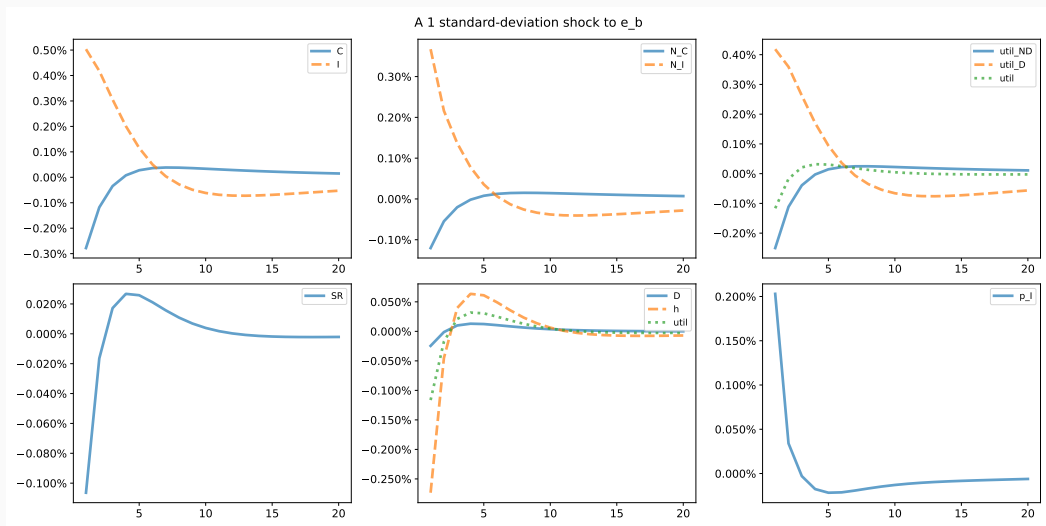 A 1 standard-deviation shock to e_b
0.50%
0.40%
0.30%
0.20%
0.10%
0.00%
−0.10%
−0.20%
−0.30%
5 10 15 20
C
I
0.30%
0.20%
0.10%
0.00%
−0.10%
5 10 15 20
N_C
N_I
0.40%
0.30%
0.20%
0.10%
0.00%
−0.10%
−0.20%
5 10 15 20
util_ND
util_D
util
0.020%
0.000%
−0.020%
−0.040%
−0.060%
−0.080%
−0.100%
5 10 15 20
SR
0.050%
0.000%
−0.050%
−0.100%
−0.150%
−0.200%
−0.250%
5 10 15 20
D
h
util
0.200%
0.150%
0.100%
0.050%
0.000%
5 10 15 20
p_I